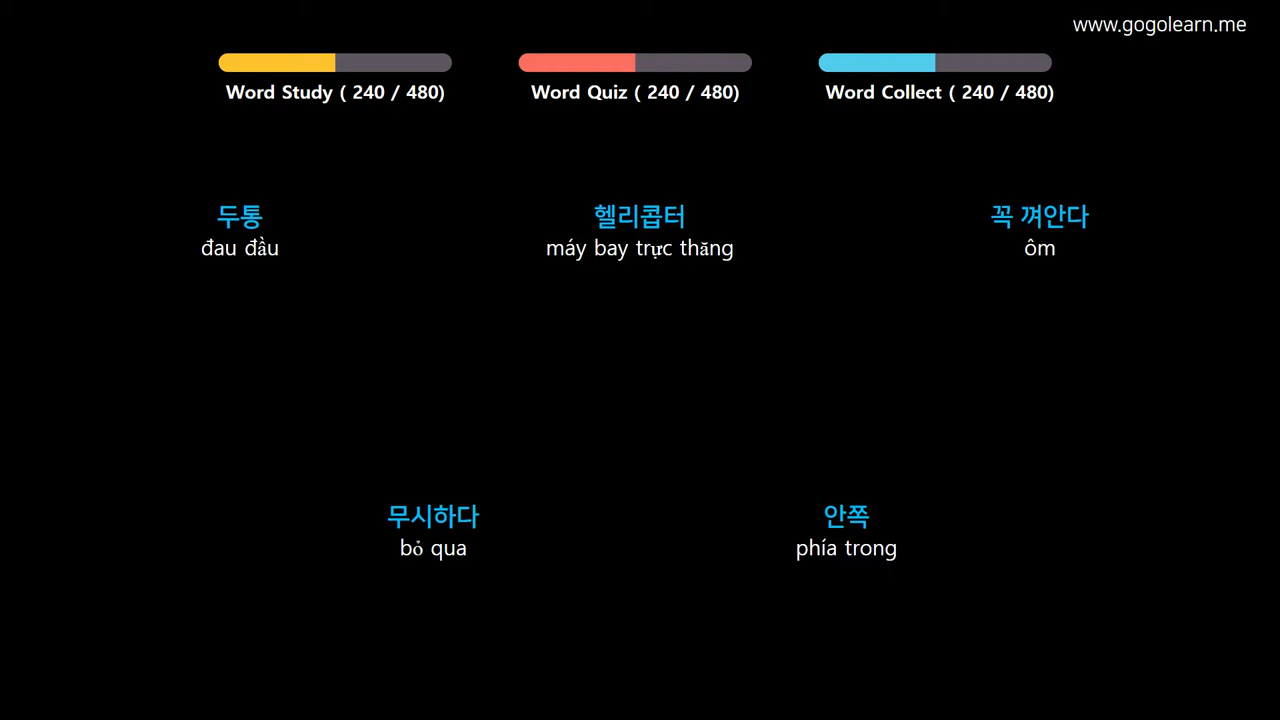 www.gogolearn.me
Word Study ( 240 / 480)
Word Quiz ( 240 / 480)
Word Collect ( 240 / 480)
두통
đau đầu
헬리콥터
máy bay trực thăng
꼭 껴안다
ôm
무시하다
bỏ qua
안쪽
phía trong